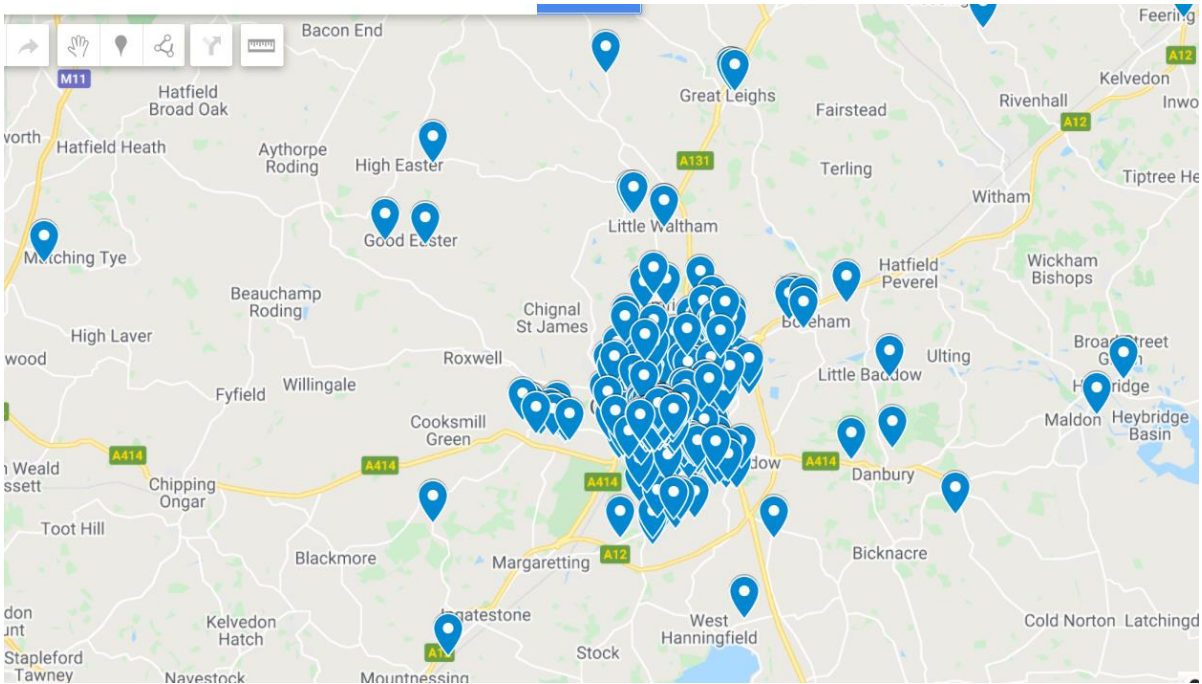 Bacon End
Feering
A12
M11
Kelvedon
Hatfield
Broad Oak
Great Leighs
Rivenhall
Inwo
Fairstead
A12
worth
Hatfield Heath
Aythorpe
Roding
High Easter
A131
Terling
Tiptree He
Witham
Little Waltham
Good Easter
Matching Tye
Hatfield
Peverel
Wickham
Bishops
Beauchamp
Roding
Chignal
St James
Boreham
High Laver
Broad Street
Green
wood
Roxwell
Ulting
Willingale
Fyfield
Little Baddow
Heybridge
Cooksmill
Green
Maldon
Heybridge
Basin
A414
A414
A414
dow
n Weald
ssett
Chipping
Ongar
A414
Danbury
Toot Hill
Blackmore
A12
Margaretting
Bicknacre
don
unt
Kelvedon
Hatch
Ingatestone
West
Hanningfield
Cold Norton
Latchingd
Stapleford
Tawney
A12
Stock
Navestock
Mountnessing